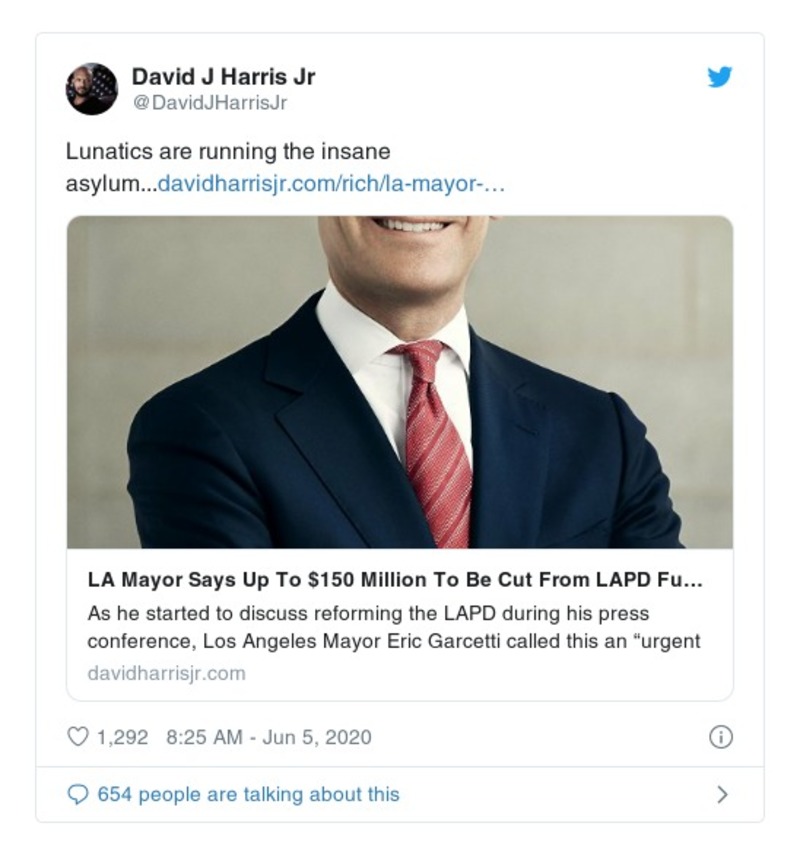 David J Harris Jr
@DavidJHarrisJr
Lunatics are running the insane
asylum...davidharrisjr.com/rich/la-mayor-…
LA Mayor Says Up To $150 Million To Be Cut From LAPD Fu...
As he started to discuss reforming the LAPD during his press
conference, Los Angeles Mayor Eric Garcetti called this an “urgent
davidharrisjr.com
1,292 8:25 AM - Jun 5, 2020
654 people are talking about this